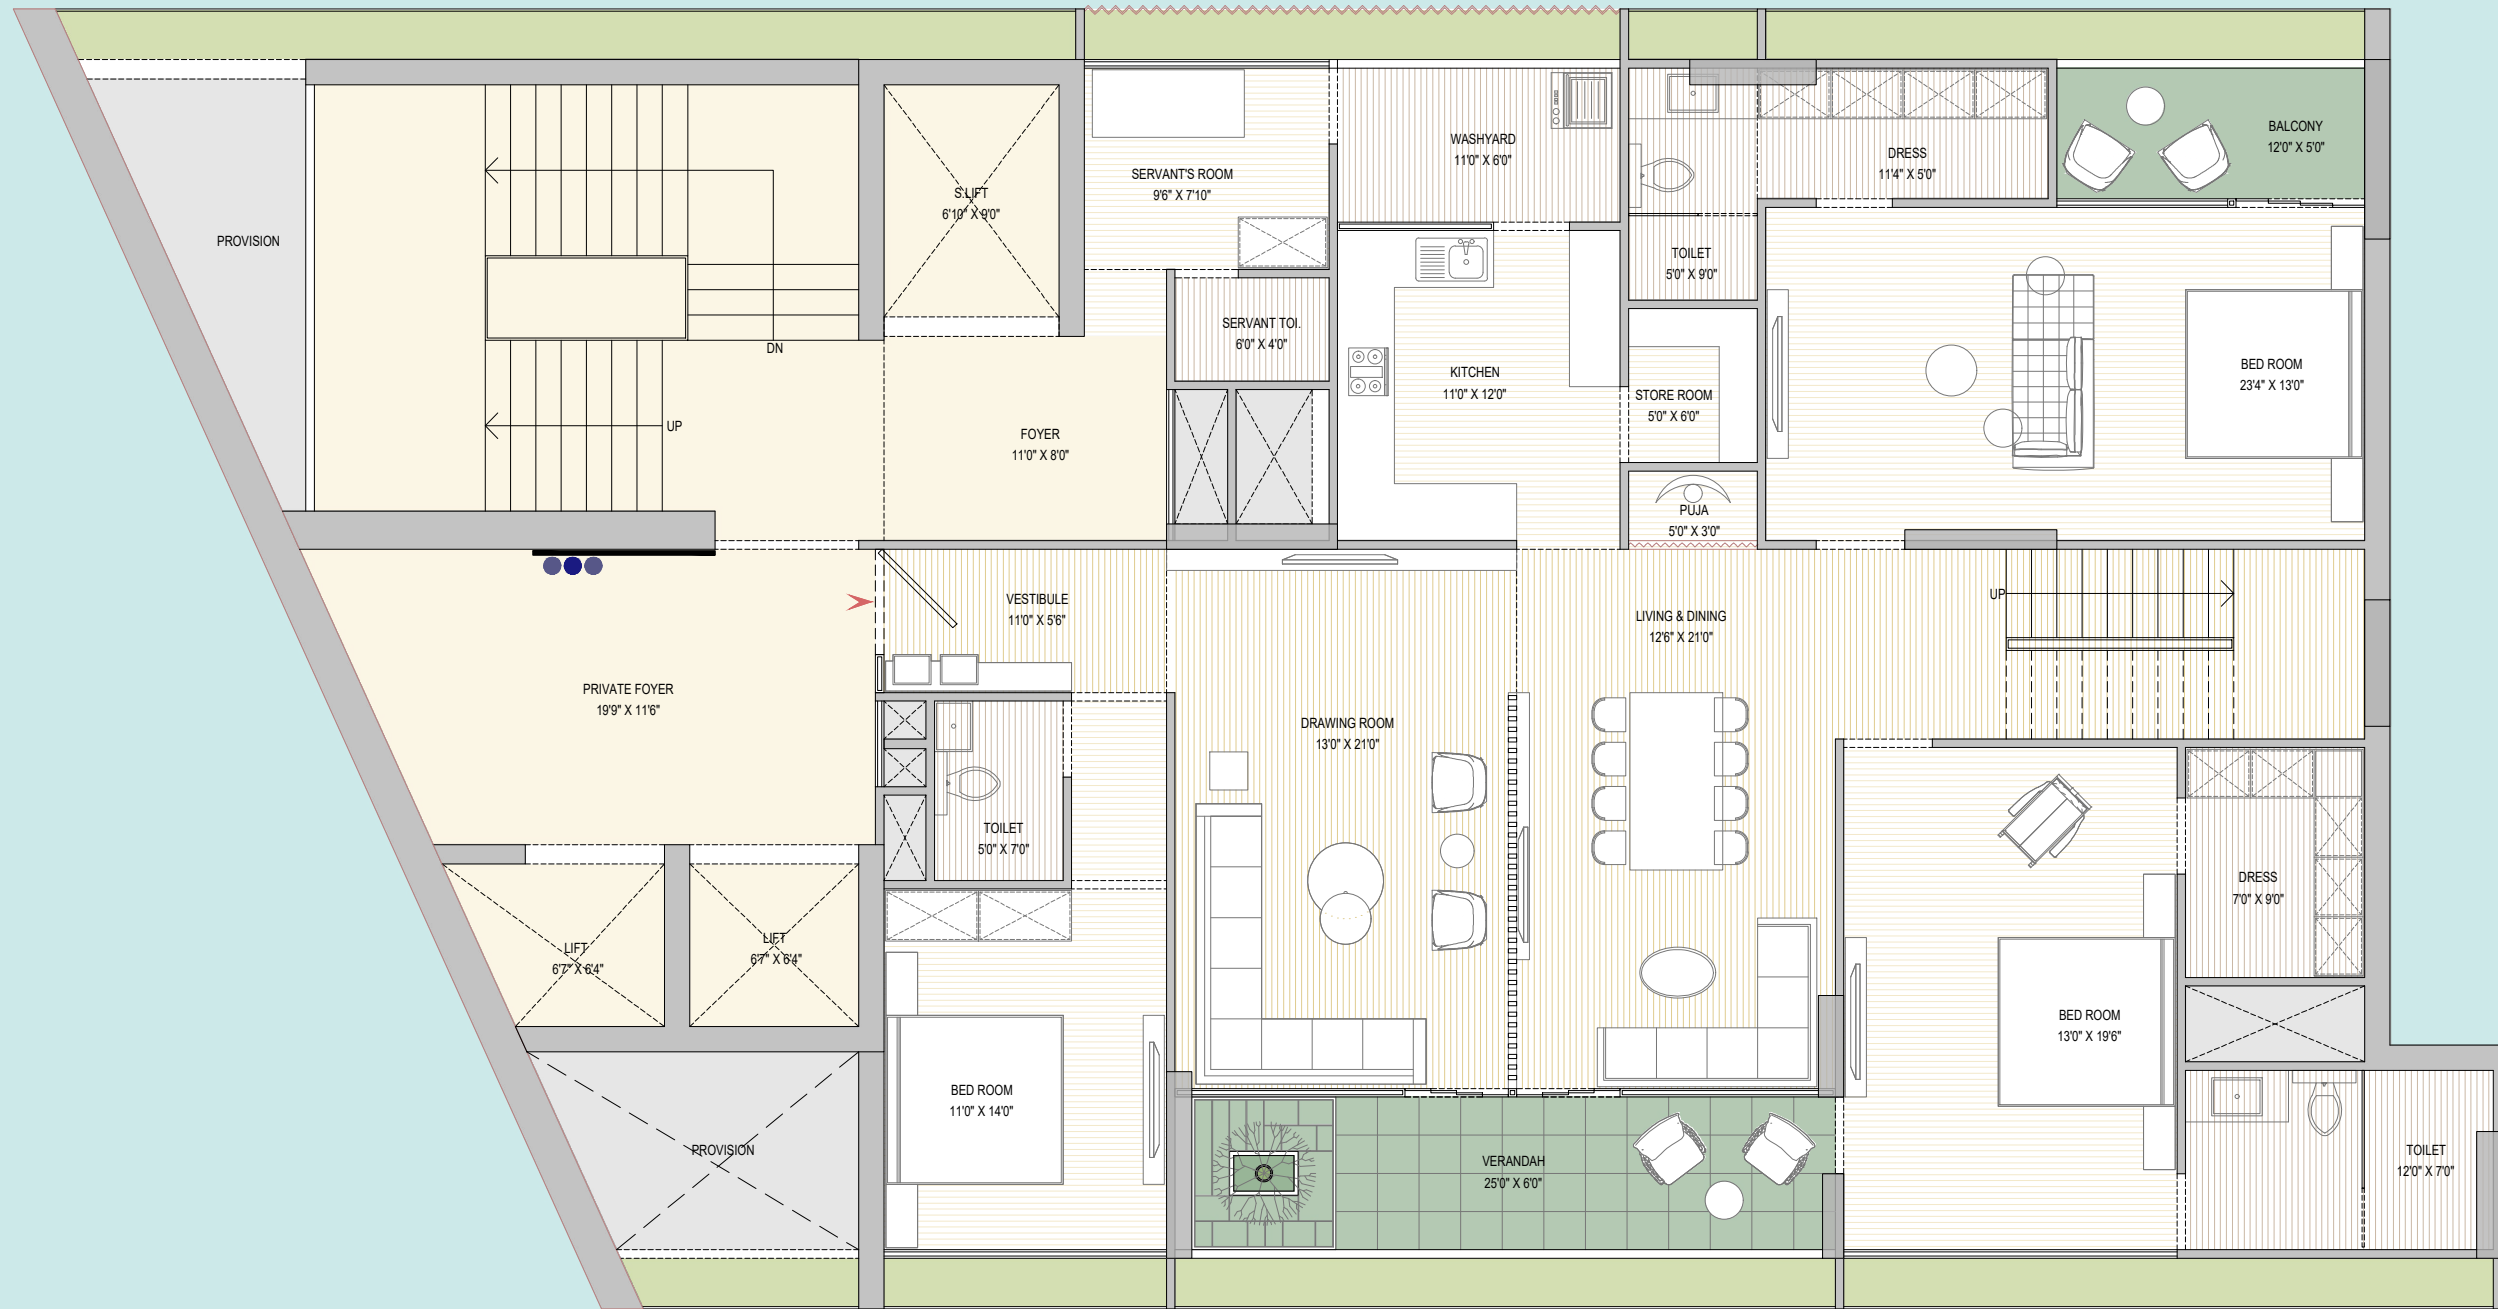 WASHYARD
11'0" X 6'0"
BALCONY
12'0" X 5'0"
DRESS
11'4" X 5'0"
SERVANT'S ROOM
9'6" X 7'10"
S.LIFT
6'10" X 9'0"
PROVISION
TOILET
5'0" X 9'0"
SERVANT TOI.
6'0" X 4'0"
DN
KITCHEN
11'0" X 12'0"
BED ROOM
23'4" X 13'0"
STORE ROOM
5'0" X 6'0"
UP
FOYER
11'0" X 8'0"
PUJA
5'0" X 3'0"
VESTIBULE
11'0" X 5'6"
UP
LIVING & DINING
12'6" X 21'0"
PRIVATE FOYER
19'9" X 11'6"
DRAWING ROOM
13'0" X 21'0"
TOILET
5'0" X 7'0"
DRESS
7'0" X 9'0"
LIFT
6'7" X 6'4"
LIFT
6'7" X 6'4"
BED ROOM
13'0" X 19'6"
BED ROOM
11'0" X 14'0"
PROVISION
VERANDAH
25'0" X 6'0"
TOILET
12'0" X 7'0"